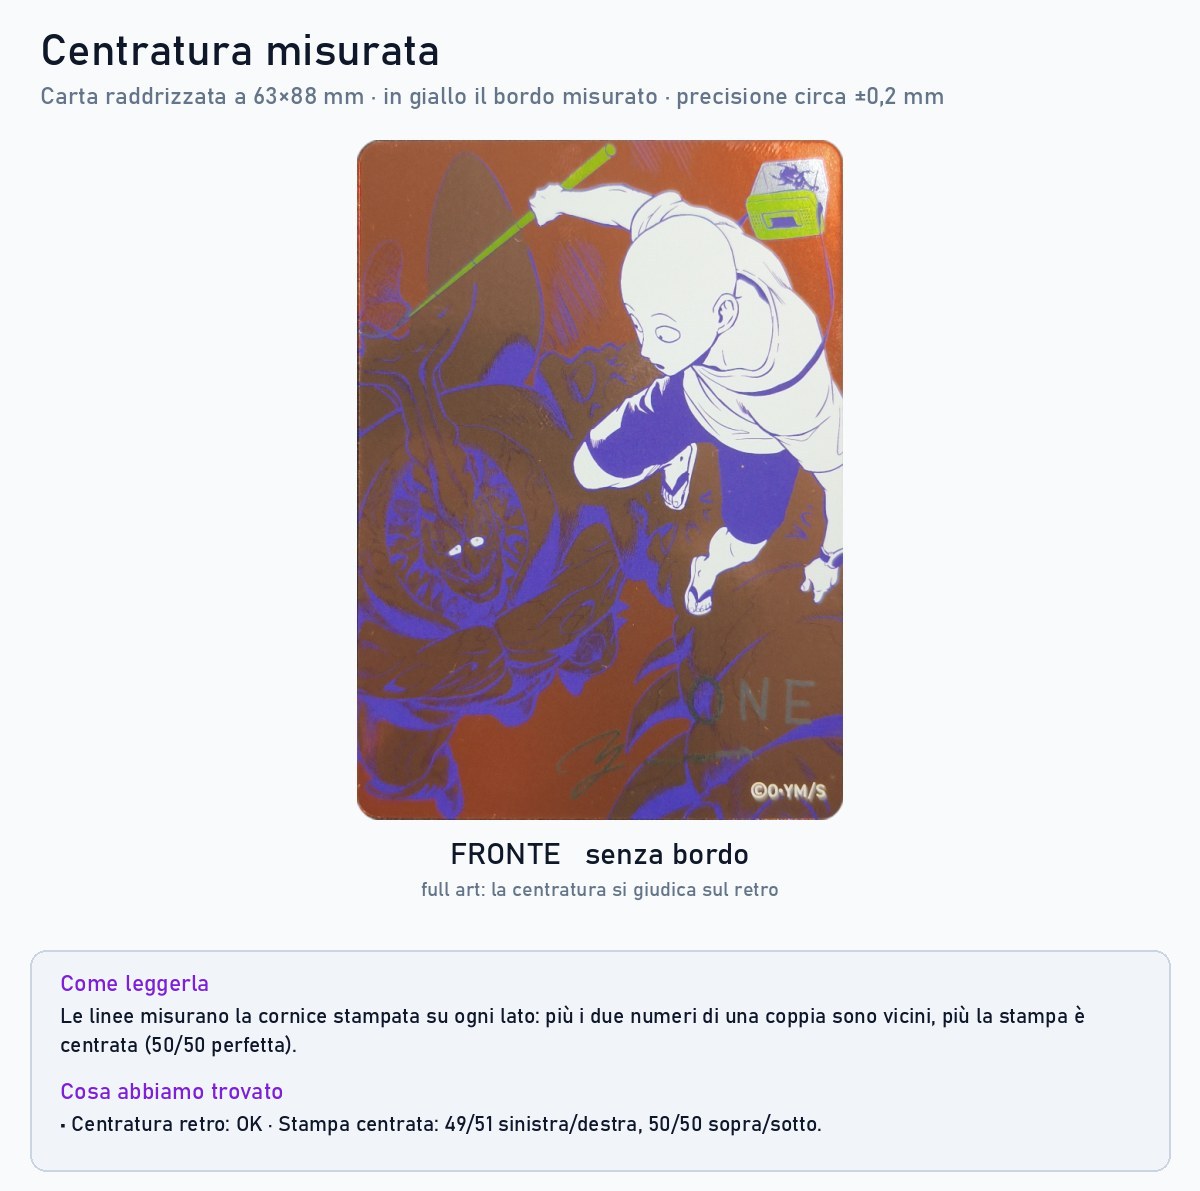 Centratura misurata
Carta raddrizzata a 63×88 mm · in giallo il bordo misurato · precisione circa ±0,2 mm
ONE
©O·YM/S
FRONTE senza bordo
full art: la centratura si giudica sul retro
Come leggerla
Le linee misurano la cornice stampata su ogni lato: più i due numeri di una coppia sono vicini, più la stampa è
centrata (50/50 perfetta).
Cosa abbiamo trovato
· Centratura retro: OK · Stampa centrata: 49/51 sinistra/destra, 50/50 sopra/sotto.